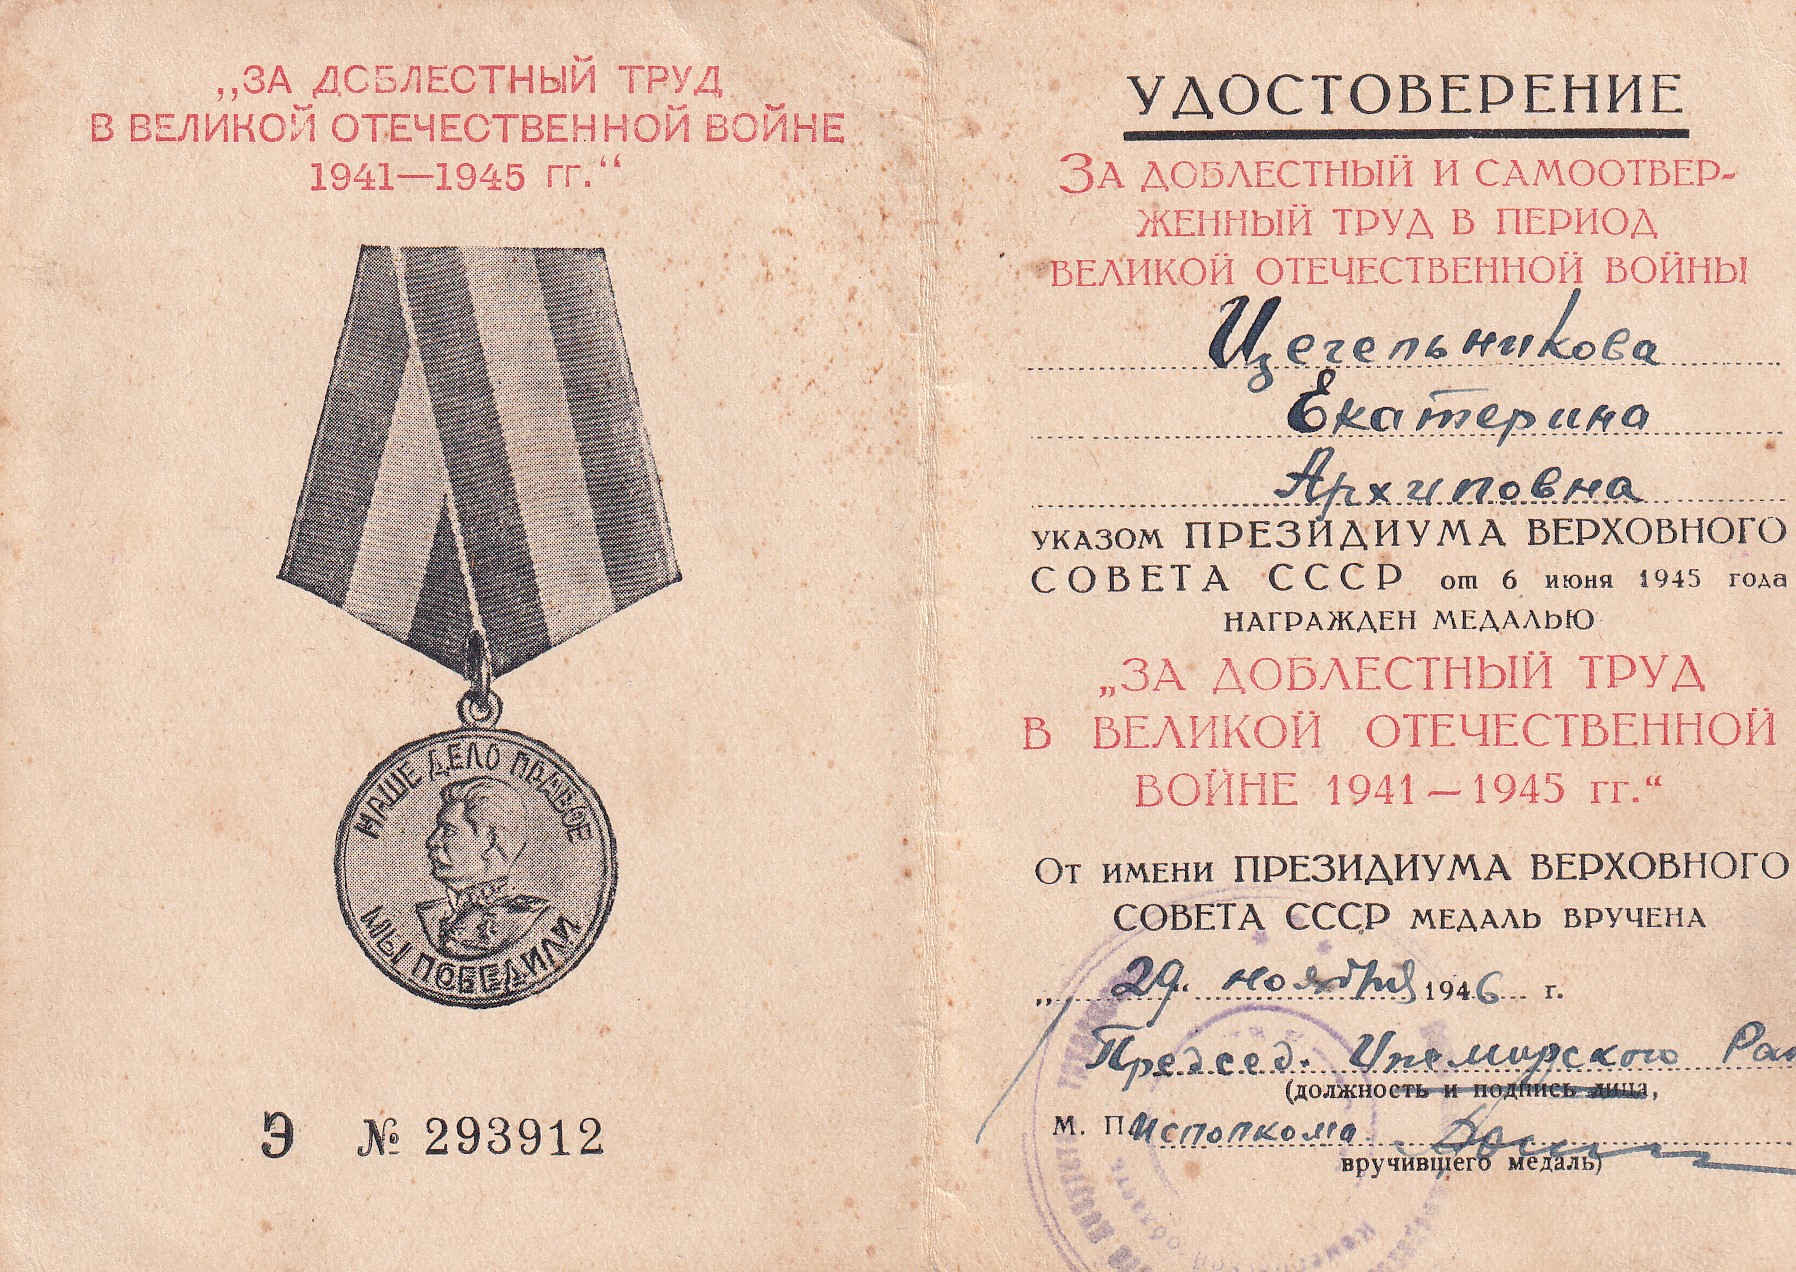 „ЗА ДОБЛЕСТНЫЙ ТРУД
В ВЕЛИКОЙ ОТЕЧЕСТВЕННОЙ ВОЙНЕ
1941—1945 гг.“
НАШЕ ДЕЛО ПРАВОЕ
МЫ ПОБЕДИЛИ
Э № 293912
УДОСТОВЕРЕНИЕ
ЗА ДОБЛЕСТНЫЙ И САМООТВЕР-
ЖЕННЫЙ ТРУД В ПЕРИОД
ВЕЛИКОЙ ОТЕЧЕСТВЕННОЙ ВОЙНЫ
Цегельникова
Екатерина
Архиповна
УКАЗОМ ПРЕЗИДИУМА ВЕРХОВНОГО
СОВЕТА СССР от 6 июня 1945 года
НАГРАЖДЕН МЕДАЛЬЮ
„ЗА ДОБЛЕСТНЫЙ ТРУД
В ВЕЛИКОЙ ОТЕЧЕСТВЕННОЙ
ВОЙНЕ 1941—1945 гг.“
От имени ПРЕЗИДИУМА ВЕРХОВНОГО
СОВЕТА СССР МЕДАЛЬ ВРУЧЕНА
„ 29. ноября 1946 г.
Председ. Ижморского Рай
(должность и подпись лица,
М. П. Исполкома
вручившего медаль)